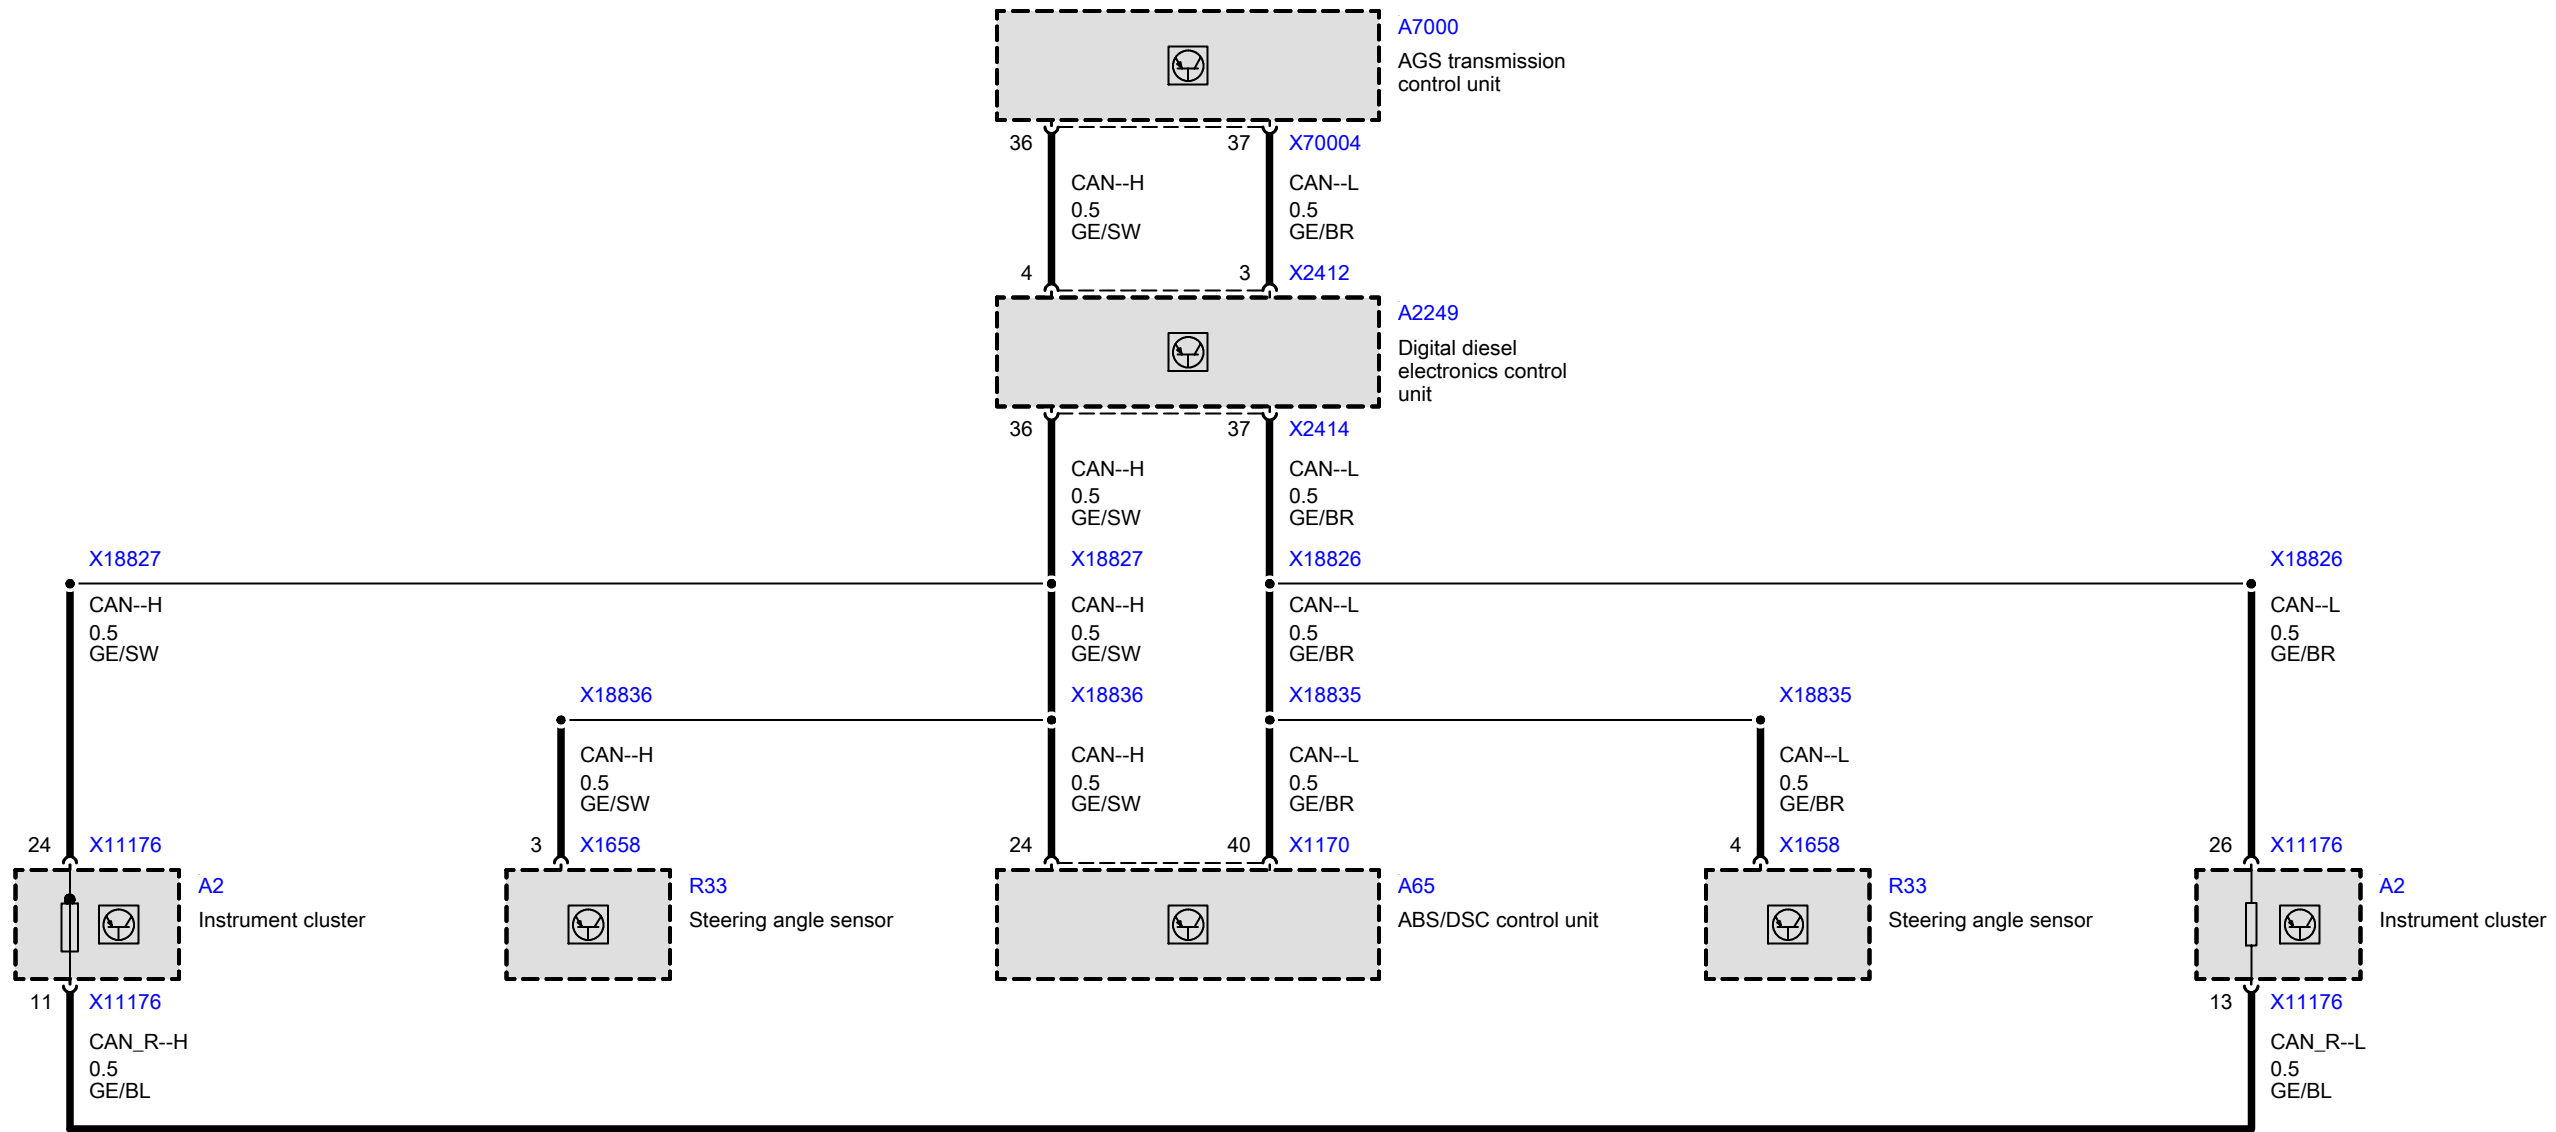 A7000
AGS transmission
control unit
36
37
X70004
CAN--H
0.5
GE/SW
CAN--L
0.5
GE/BR
4
3
X2412
A2249
Digital diesel
electronics control
unit
36
37
X2414
CAN--H
0.5
GE/SW
CAN--L
0.5
GE/BR
X18827
X18827
X18826
X18826
CAN--H
0.5
GE/SW
CAN--H
0.5
GE/SW
CAN--L
0.5
GE/BR
CAN--L
0.5
GE/BR
X18836
X18836
X18835
X18835
CAN--H
0.5
GE/SW
CAN--H
0.5
GE/SW
CAN--L
0.5
GE/BR
CAN--L
0.5
GE/BR
24
X11176
3
X1658
24
40
X1170
4
X1658
26
X11176
A2
Instrument cluster
R33
Steering angle sensor
A65
ABS/DSC control unit
R33
Steering angle sensor
A2
Instrument cluster
11
X11176
13
X11176
CAN_R--H
0.5
GE/BL
CAN_R--L
0.5
GE/BL